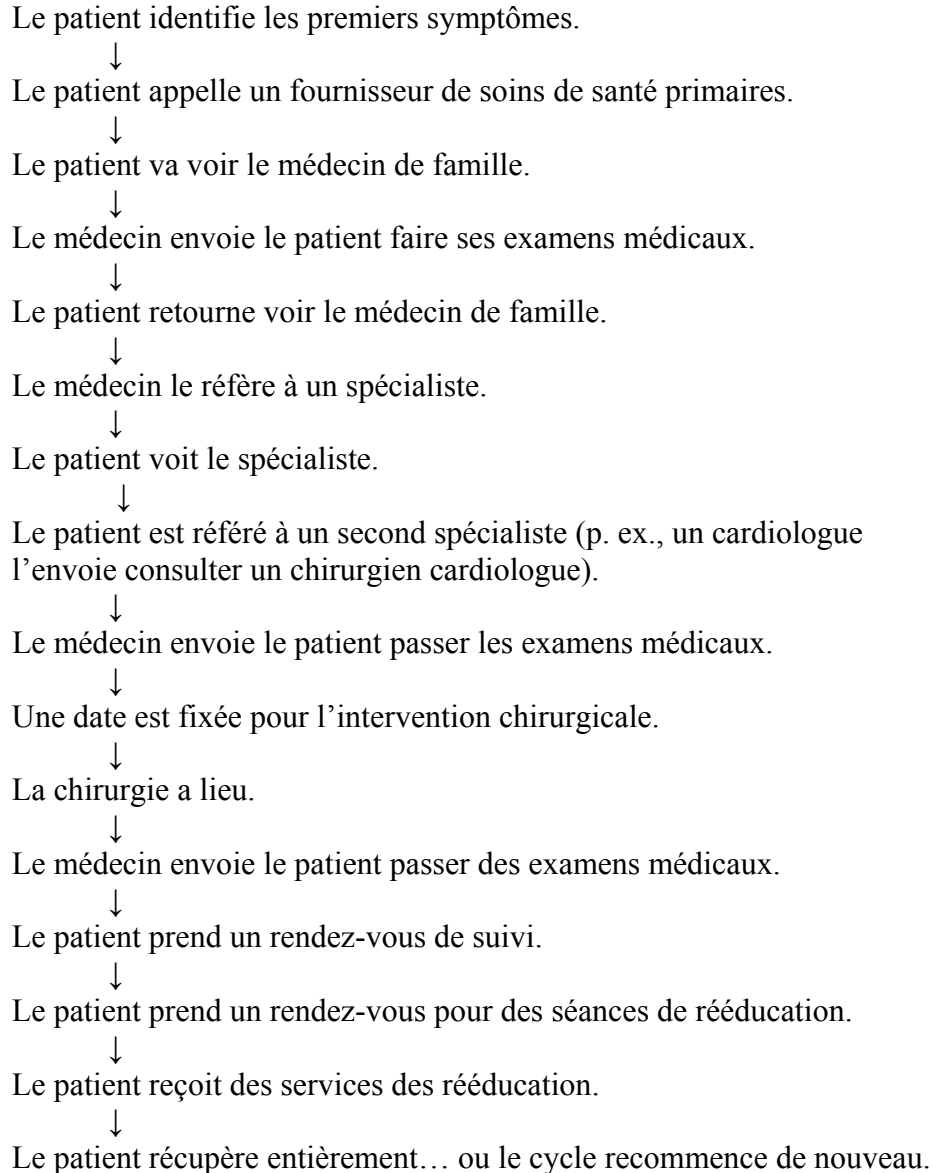 Le patient identifie les premiers symptômes.
↓
Le patient appelle un fournisseur de soins de santé primaires.
↓
Le patient va voir le médecin de famille.
↓
Le médecin envoie le patient faire ses examens médicaux.
↓
Le patient retourne voir le médecin de famille.
↓
Le médecin le réfère à un spécialiste.
↓
Le patient voit le spécialiste.
↓
Le patient est référé à un second spécialiste (p. ex., un cardiologue
l’envoie consulter un chirurgien cardiologue).
↓
Le médecin envoie le patient passer les examens médicaux.
↓
Une date est fixée pour l’intervention chirurgicale.
↓
La chirurgie a lieu.
↓
Le médecin envoie le patient passer des examens médicaux.
↓
Le patient prend un rendez-vous de suivi.
↓
Le patient prend un rendez-vous pour des séances de rééducation.
↓
Le patient reçoit des services des rééducation.
↓
Le patient récupère entièrement… ou le cycle recommence de nouveau.